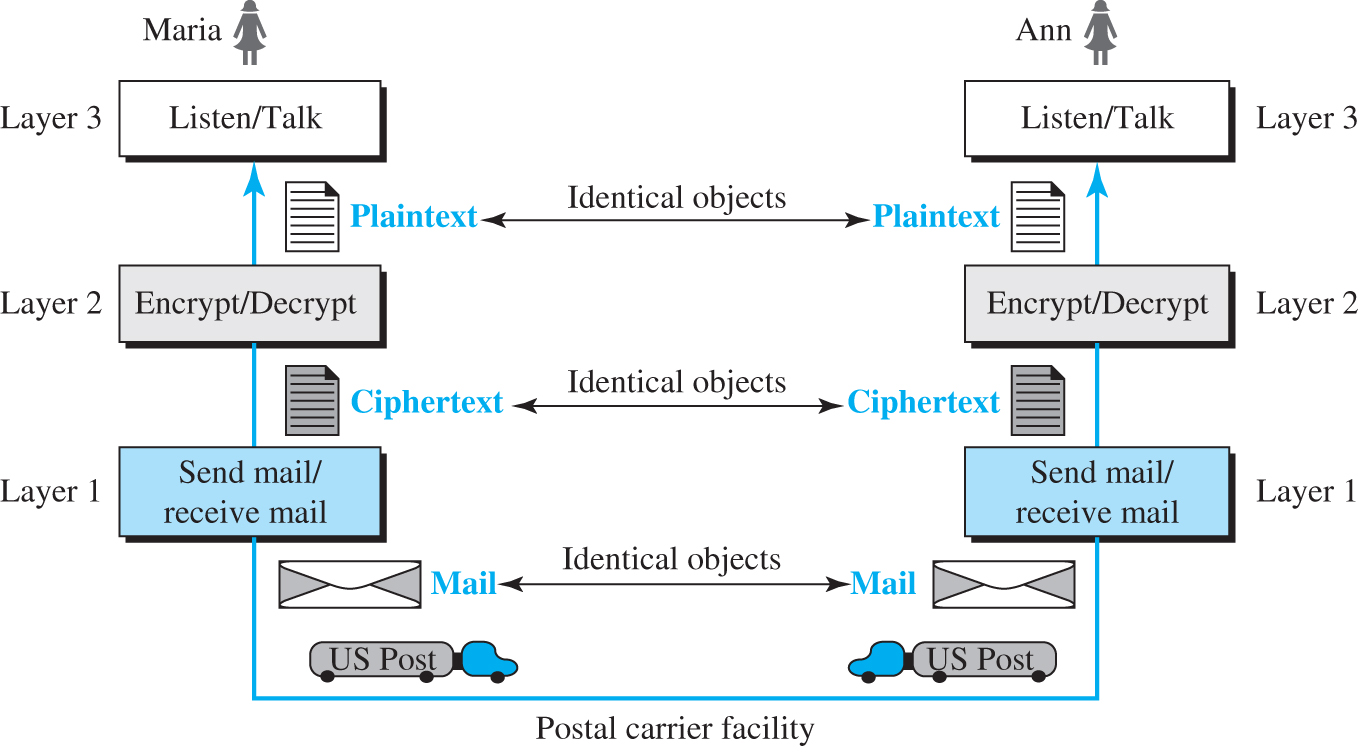 Maria
Ann
Layer 3
Listen/Talk
Listen/Talk
Layer 3
Identical objects
Plaintext
Plaintext
Layer 2
Encrypt/Decrypt
Encrypt/Decrypt
Layer 2
Identical objects
Ciphertext
Ciphertext
Layer 1
Send mail/
receive mail
Send mail/
receive mail
Layer 1
Identical objects
Mail
Mail
US Post
US Post
Postal carrier facility